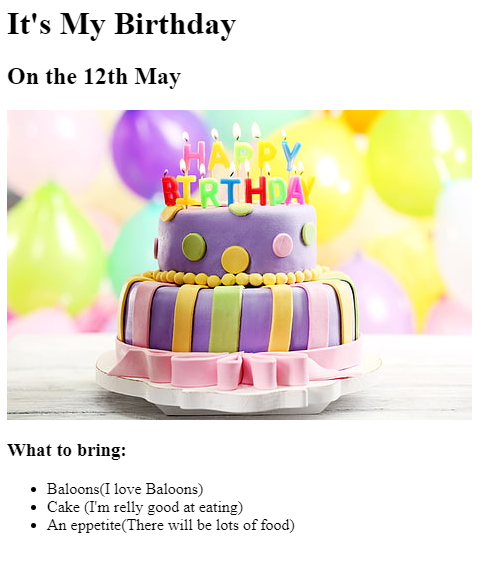 It's My Birthday
On the 12th May
HAPPY
BIRTHDAY
What to bring:
Baloons(I love Baloons)
Cake (I'm relly good at eating)
An eppetite(There will be lots of food)